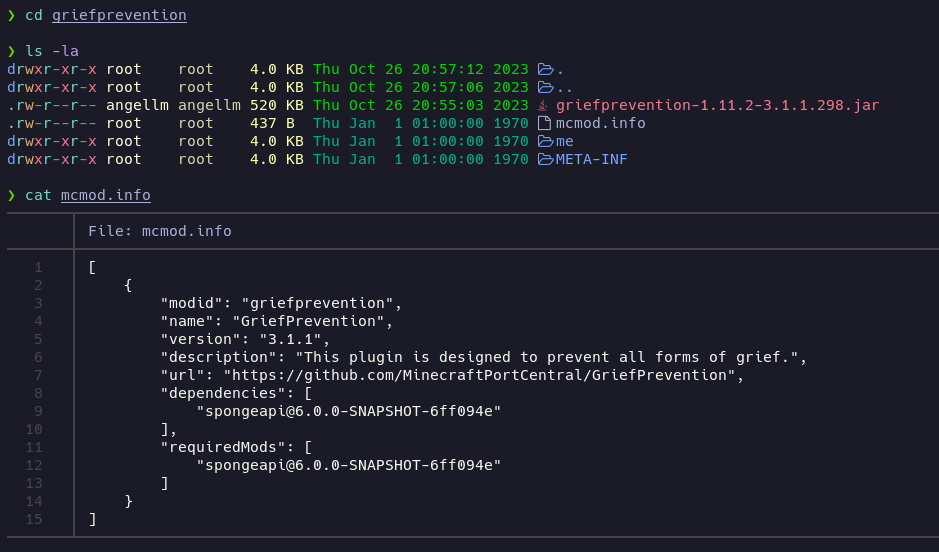 ❯ cd griefprevention
❯ ls -la
drwxr-xr-x root    root    4.0 KB Thu Oct 26 20:57:12 2023 .
drwxr-xr-x root    root    4.0 KB Thu Oct 26 20:57:06 2023 ..
.rw-r--r-- angellm angellm 520 KB Thu Oct 26 20:55:03 2023 griefprevention-1.11.2-3.1.1.298.jar
.rw-r--r-- root    root    437 B  Thu Jan  1 01:00:00 1970 mcmod.info
drwxr-xr-x root    root    4.0 KB Thu Jan  1 01:00:00 1970 me
drwxr-xr-x root    root    4.0 KB Thu Jan  1 01:00:00 1970 META-INF
❯ cat mcmod.info
File: mcmod.info
1 [
2     {
3         "modid": "griefprevention",
4         "name": "GriefPrevention",
5         "version": "3.1.1",
6         "description": "This plugin is designed to prevent all forms of grief.",
7         "url": "https://github.com/MinecraftPortCentral/GriefPrevention",
8         "dependencies": [
9             "spongeapi@6.0.0-SNAPSHOT-6ff094e"
10         ],
11         "requiredMods": [
12             "spongeapi@6.0.0-SNAPSHOT-6ff094e"
13         ]
14     }
15 ]